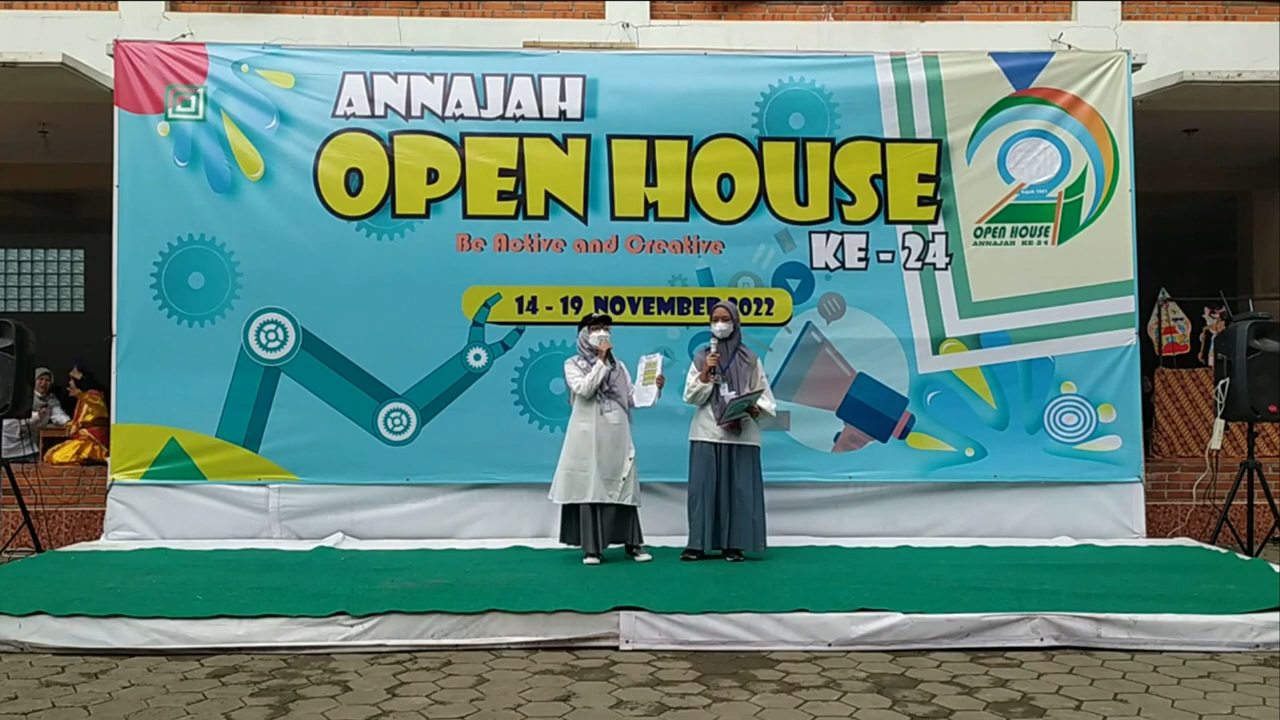 ANNAJAH
OPEN HOUSE
Be Active and Creative
KE - 24
14 - 19 NOVEMBER 2022
OPEN HOUSE
ANNAJAH KE-24